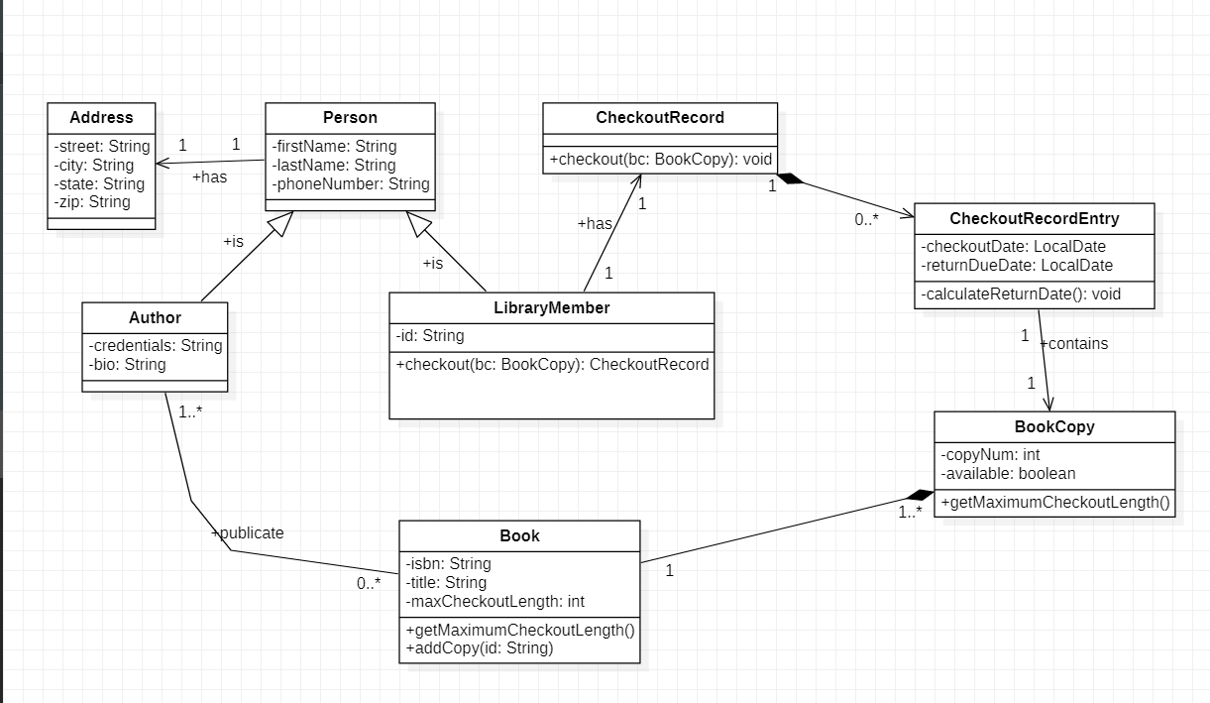 Address
-street: String
-city: String
-state: String
-zip: String
1
1
+has
Person
-firstName: String
-lastName: String
-phoneNumber: String
CheckoutRecord
+checkout(bc: BookCopy): void
1
0..*
CheckoutRecordEntry
-checkoutDate: LocalDate
-returnDueDate: LocalDate
-calculateReturnDate(): void
+is
+is
+has
1
1
Author
-credentials: String
-bio: String
LibraryMember
-id: String
+checkout(bc: BookCopy): CheckoutRecord
1
+contains
1
BookCopy
-copyNum: int
-available: boolean
+getMaximumCheckoutLength()
1..*
+publicate
0..*
Book
-isbn: String
-title: String
-maxCheckoutLength: int
+getMaximumCheckoutLength()
+addCopy(id: String)
1
1..*